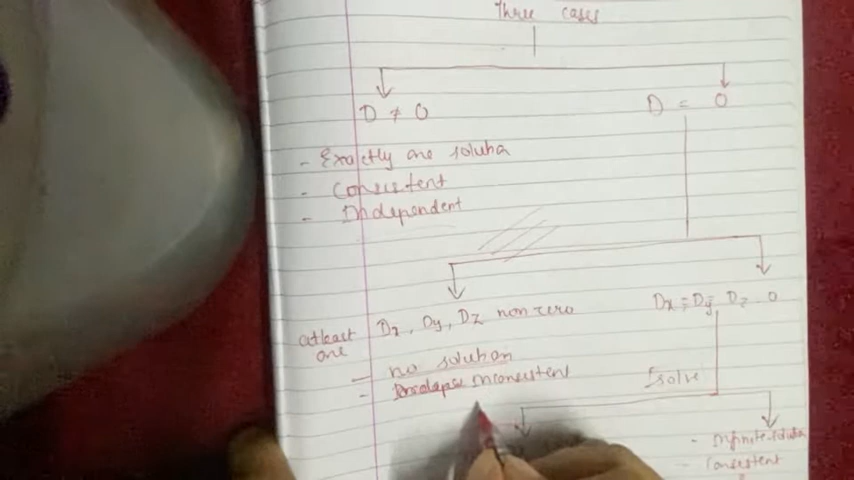 Three cases
D ≠ 0
D = 0
- Exactly one solution
- Consistent
- Independent
atleast one
Dx, Dy, Dz non zero
Dx = Dy Dz 0
- no solution
- inconsistent
solve
- Infinite solution
- Consistent